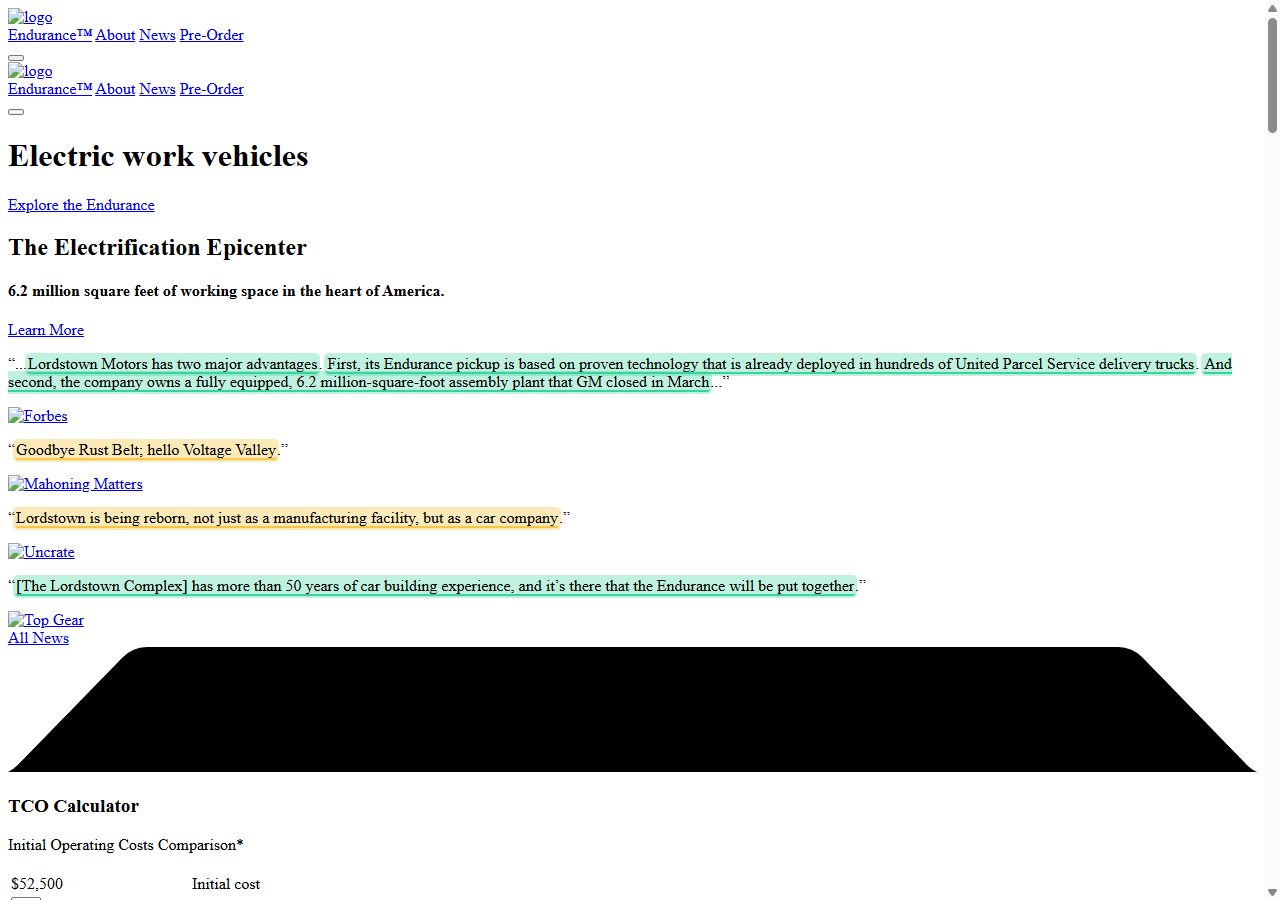 logo
Endurance™ About News Pre-Order
logo
Endurance™ About News Pre-Order
Electric work vehicles
Explore the Endurance
The Electrification Epicenter
6.2 million square feet of working space in the heart of America.
Learn More
“...Lordstown Motors has two major advantages. First, its Endurance pickup is based on proven technology that is already deployed in hundreds of United Parcel Service delivery trucks. And
second, the company owns a fully equipped, 6.2 million-square-foot assembly plant that GM closed in March...”
Forbes
“Goodbye Rust Belt; hello Voltage Valley.”
Mahoning Matters
“Lordstown is being reborn, not just as a manufacturing facility, but as a car company.”
Uncrate
“[The Lordstown Complex] has more than 50 years of car building experience, and it’s there that the Endurance will be put together.”
Top Gear
All News
TCO Calculator
Initial Operating Costs Comparison*
$52,500 Initial cost